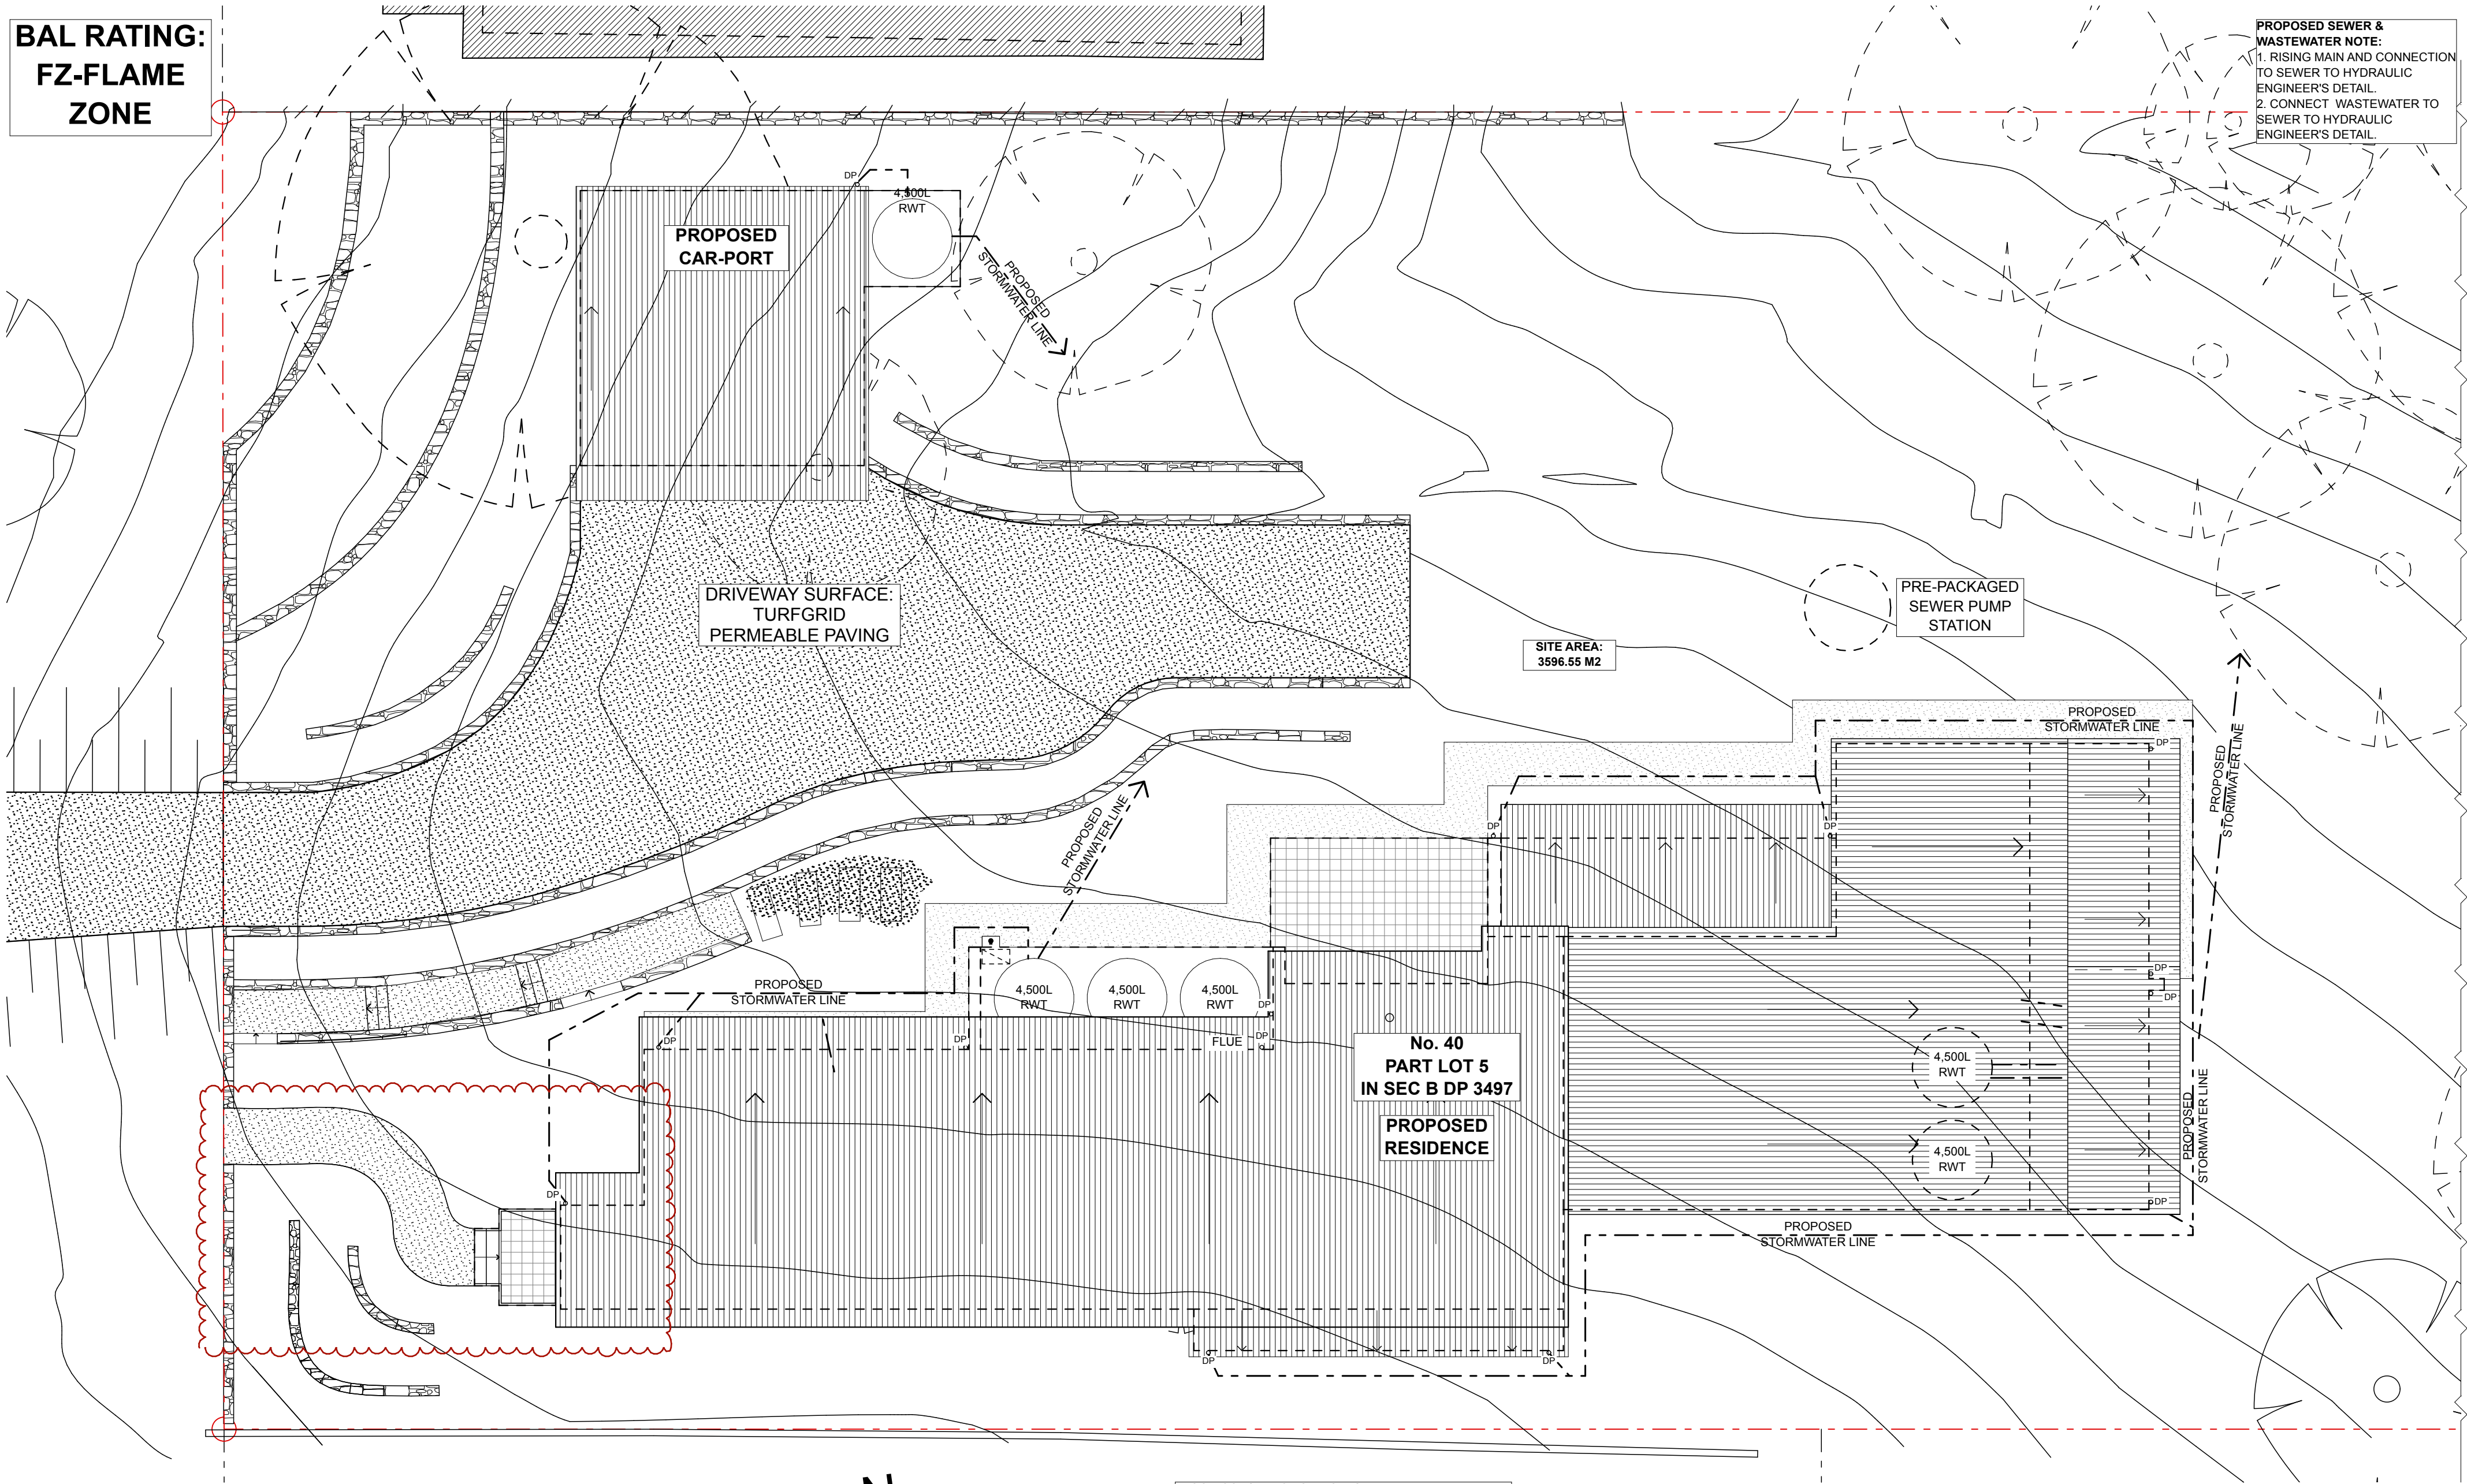 BAL RATING:
FZ-FLAME
ZONE
PROPOSED SEWER &
WASTEWATER NOTE:
1. RISING MAIN AND CONNECTION
TO SEWER TO HYDRAULIC
ENGINEER'S DETAIL.
2. CONNECT WASTEWATER TO
SEWER TO HYDRAULIC
ENGINEER'S DETAIL.
DP
4,500L
RWT
PROPOSED
CAR-PORT
PROPOSED
STORMWATER LINE
DRIVEWAY SURFACE:
TURFGRID
PERMEABLE PAVING
PRE-PACKAGED
SEWER PUMP
STATION
SITE AREA:
3596.55 M2
PROPOSED
STORMWATER LINE
DP
PROPOSED
STORMWATER LINE
PROPOSED
STORMWATER LINE
DP
DP
PROPOSED
STORMWATER LINE
4,500L
RWT
4,500L
RWT
4,500L
RWT
DP
DP
DP
DP
DP
FLUE
DP
No. 40
PART LOT 5
IN SEC B DP 3497
PROPOSED
RESIDENCE
4,500L
RWT
4,500L
RWT
PROPOSED
STORMWATER LINE
DP
DP
PROPOSED
STORMWATER LINE
DP
DP
N